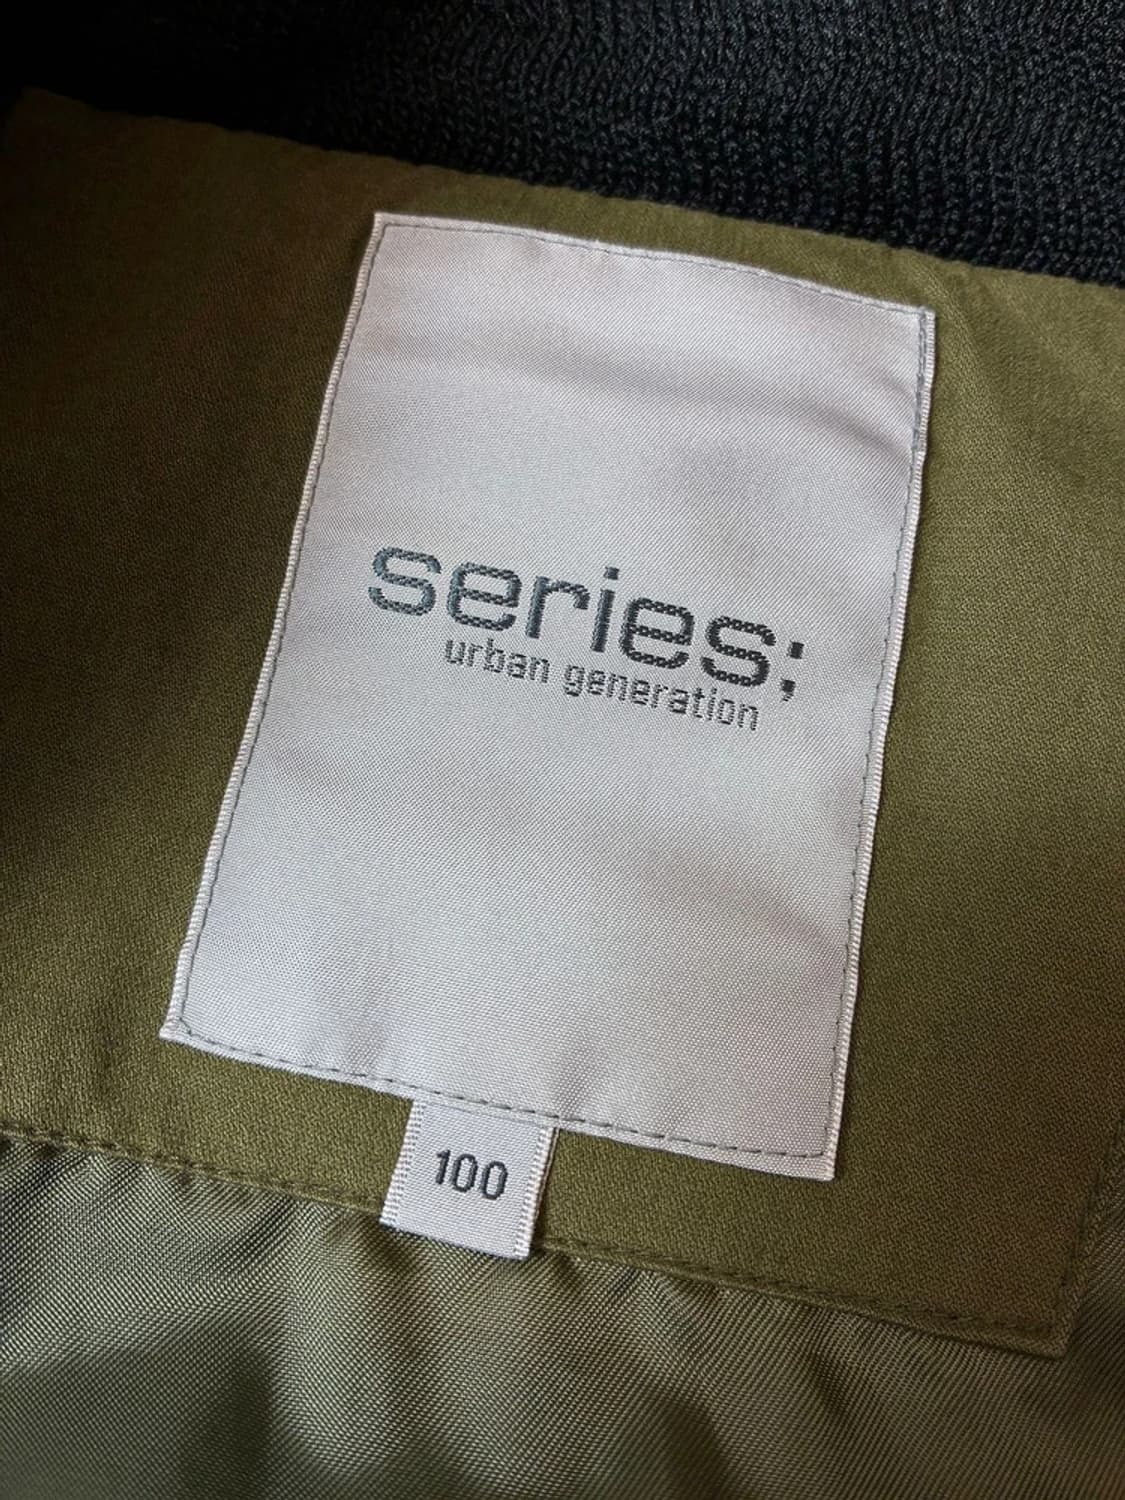 series;
urban generation
100